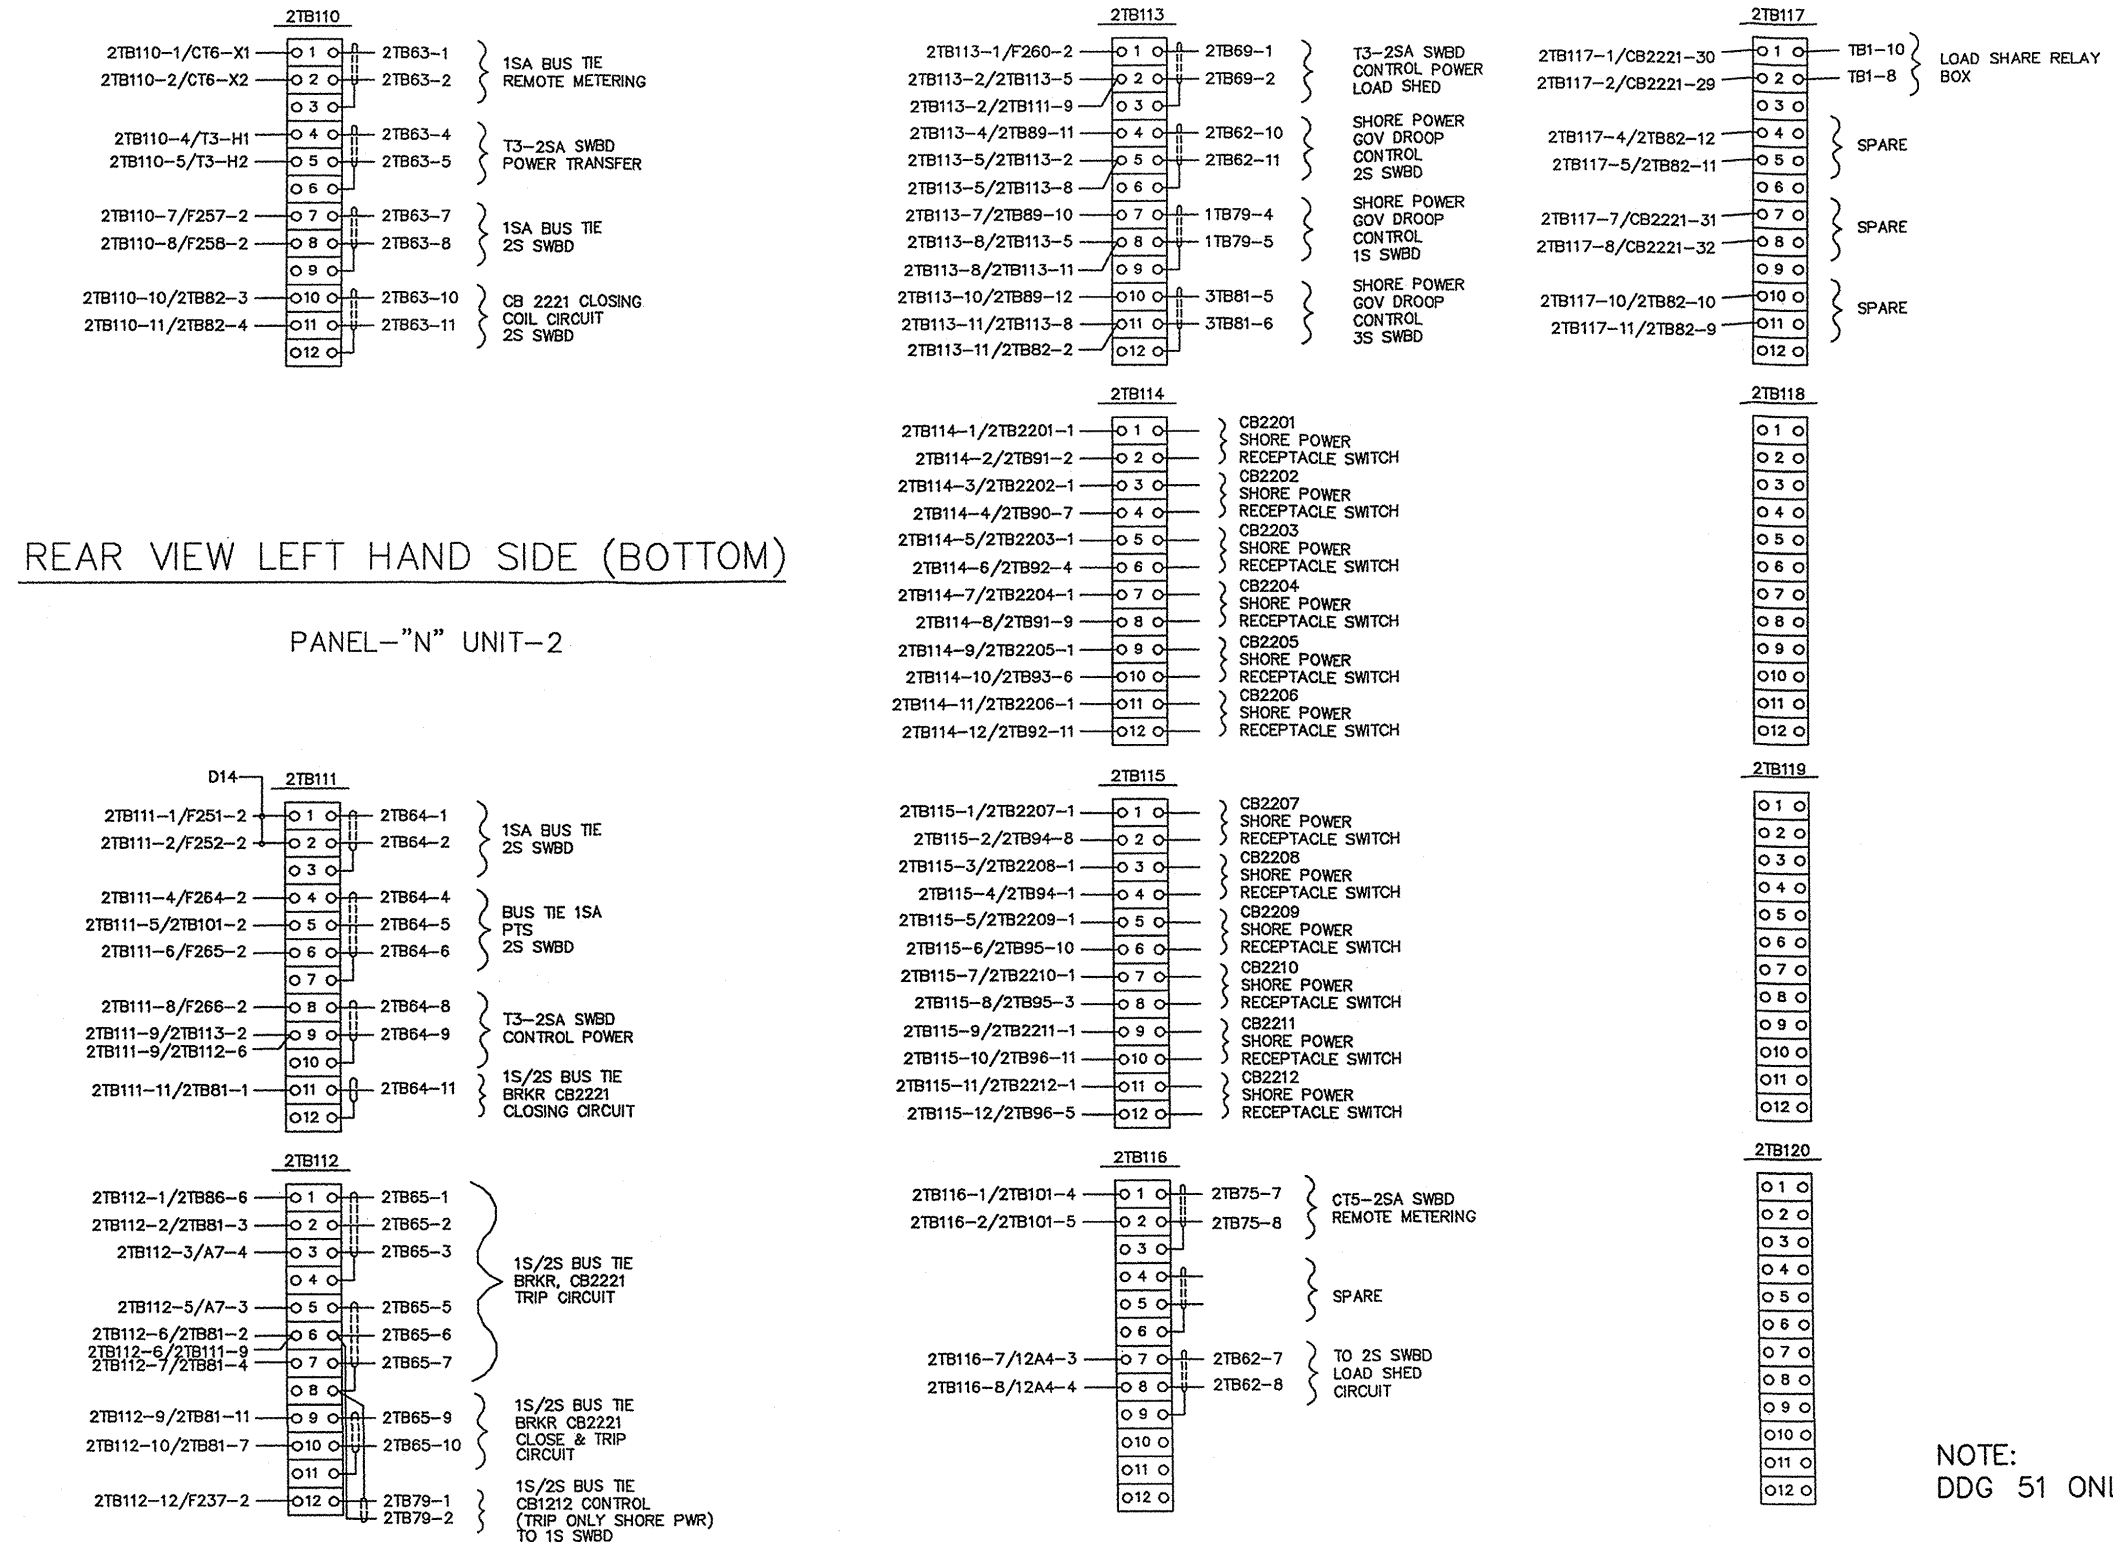 2TB110
2TB110-1/CT6-X1 1 2TB63-1
2TB110-2/CT6-X2 2 2TB63-2
3
1SA BUS TIE
REMOTE METERING
2TB110-4/T3-H1 4 2TB63-4
2TB110-5/T3-H2 5 2TB63-5
6
T3-2SA SWBD
POWER TRANSFER
2TB110-7/F257-2 7 2TB63-7
2TB110-8/F258-2 8 2TB63-8
9
1SA BUS TIE
2S SWBD
2TB110-10/2TB82-3 10 2TB63-10
2TB110-11/2TB82-4 11 2TB63-11
12
CB 2221 CLOSING
COIL CIRCUIT
2S SWBD
REAR VIEW LEFT HAND SIDE (BOTTOM)
PANEL-"N" UNIT-2
D14
2TB111
2TB111-1/F251-2 1 2TB64-1
2TB111-2/F252-2 2 2TB64-2
3
1SA BUS TIE
2S SWBD
2TB111-4/F264-2 4 2TB64-4
2TB111-5/2TB101-2 5 2TB64-5
2TB111-6/F265-2 6 2TB64-6
7
BUS TIE 1SA
PTS
2S SWBD
2TB111-8/F266-2 8 2TB64-8
2TB111-9/2TB113-2 9 2TB64-9
2TB111-9/2TB112-6
10
T3-2SA SWBD
CONTROL POWER
2TB111-11/2TB81-1 11 2TB64-11
12
1S/2S BUS TIE
BRKR CB2221
CLOSING CIRCUIT
2TB112
2TB112-1/2TB86-6 1 2TB65-1
2TB112-2/2TB81-3 2 2TB65-2
2TB112-3/A7-4 3 2TB65-3
4
2TB112-5/A7-3 5 2TB65-5
2TB112-6/2TB81-2 6 2TB65-6
2TB112-6/2TB111-9
2TB112-7/2TB81-4 7 2TB65-7
8
1S/2S BUS TIE
BRKR, CB2221
TRIP CIRCUIT
2TB112-9/2TB81-11 9 2TB65-9
2TB112-10/2TB81-7 10 2TB65-10
11
1S/2S BUS TIE
BRKR CB2221
CLOSE & TRIP
CIRCUIT
2TB112-12/F237-2 12 2TB79-1
2TB79-2
1S/2S BUS TIE
CB1212 CONTROL
(TRIP ONLY SHORE PWR)
TO 1S SWBD
2TB113
2TB113-1/F260-2 1 2TB69-1
2TB113-2/2TB113-5 2 2TB69-2
2TB113-2/2TB111-9 3
T3-2SA SWBD
CONTROL POWER
LOAD SHED
2TB113-4/2TB89-11 4 2TB62-10
2TB113-5/2TB113-2 5 2TB62-11
2TB113-5/2TB113-8 6
SHORE POWER
GOV DROOP
CONTROL
2S SWBD
2TB113-7/2TB89-10 7 1TB79-4
2TB113-8/2TB113-5 8 1TB79-5
2TB113-8/2TB113-11 9
SHORE POWER
GOV DROOP
CONTROL
1S SWBD
2TB113-10/2TB89-12 10 3TB81-5
2TB113-11/2TB113-8 11 3TB81-6
2TB113-11/2TB82-2 12
SHORE POWER
GOV DROOP
CONTROL
3S SWBD
2TB114
2TB114-1/2TB2201-1 1
2TB114-2/2TB91-2 2
CB2201
SHORE POWER
RECEPTACLE SWITCH
2TB114-3/2TB2202-1 3
2TB114-4/2TB90-7 4
CB2202
SHORE POWER
RECEPTACLE SWITCH
2TB114-5/2TB2203-1 5
2TB114-6/2TB92-4 6
CB2203
SHORE POWER
RECEPTACLE SWITCH
2TB114-7/2TB2204-1 7
2TB114-8/2TB91-9 8
CB2204
SHORE POWER
RECEPTACLE SWITCH
2TB114-9/2TB2205-1 9
2TB114-10/2TB93-6 10
CB2205
SHORE POWER
RECEPTACLE SWITCH
2TB114-11/2TB2206-1 11
2TB114-12/2TB92-11 12
CB2206
SHORE POWER
RECEPTACLE SWITCH
2TB115
2TB115-1/2TB2207-1 1
2TB115-2/2TB94-8 2
CB2207
SHORE POWER
RECEPTACLE SWITCH
2TB115-3/2TB2208-1 3
2TB115-4/2TB94-1 4
CB2208
SHORE POWER
RECEPTACLE SWITCH
2TB115-5/2TB2209-1 5
2TB115-6/2TB95-10 6
CB2209
SHORE POWER
RECEPTACLE SWITCH
2TB115-7/2TB2210-1 7
2TB115-8/2TB95-3 8
CB2210
SHORE POWER
RECEPTACLE SWITCH
2TB115-9/2TB2211-1 9
2TB115-10/2TB96-11 10
CB2211
SHORE POWER
RECEPTACLE SWITCH
2TB115-11/2TB2212-1 11
2TB115-12/2TB96-5 12
CB2212
SHORE POWER
RECEPTACLE SWITCH
2TB116
2TB116-1/2TB101-4 1 2TB75-7
2TB116-2/2TB101-5 2 2TB75-8
3
CT5-2SA SWBD
REMOTE METERING
4
5
6
SPARE
2TB116-7/12A4-3 7 2TB62-7
2TB116-8/12A4-4 8 2TB62-8
9
TO 2S SWBD
LOAD SHED
CIRCUIT
10
11
12
2TB117
2TB117-1/CB2221-30 1 TB1-10
2TB117-2/CB2221-29 2 TB1-8
LOAD SHARE RELAY
BOX
3
2TB117-4/2TB82-12 4
2TB117-5/2TB82-11 5
SPARE
6
2TB117-7/CB2221-31 7
2TB117-8/CB2221-32 8
SPARE
9
2TB117-10/2TB82-10 10
2TB117-11/2TB82-9 11
SPARE
12
2TB118
1
2
3
4
5
6
7
8
9
10
11
12
2TB119
1
2
3
4
5
6
7
8
9
10
11
12
2TB120
1
2
3
4
5
6
7
8
9
10
11
12
NOTE:
DDG 51 ONL